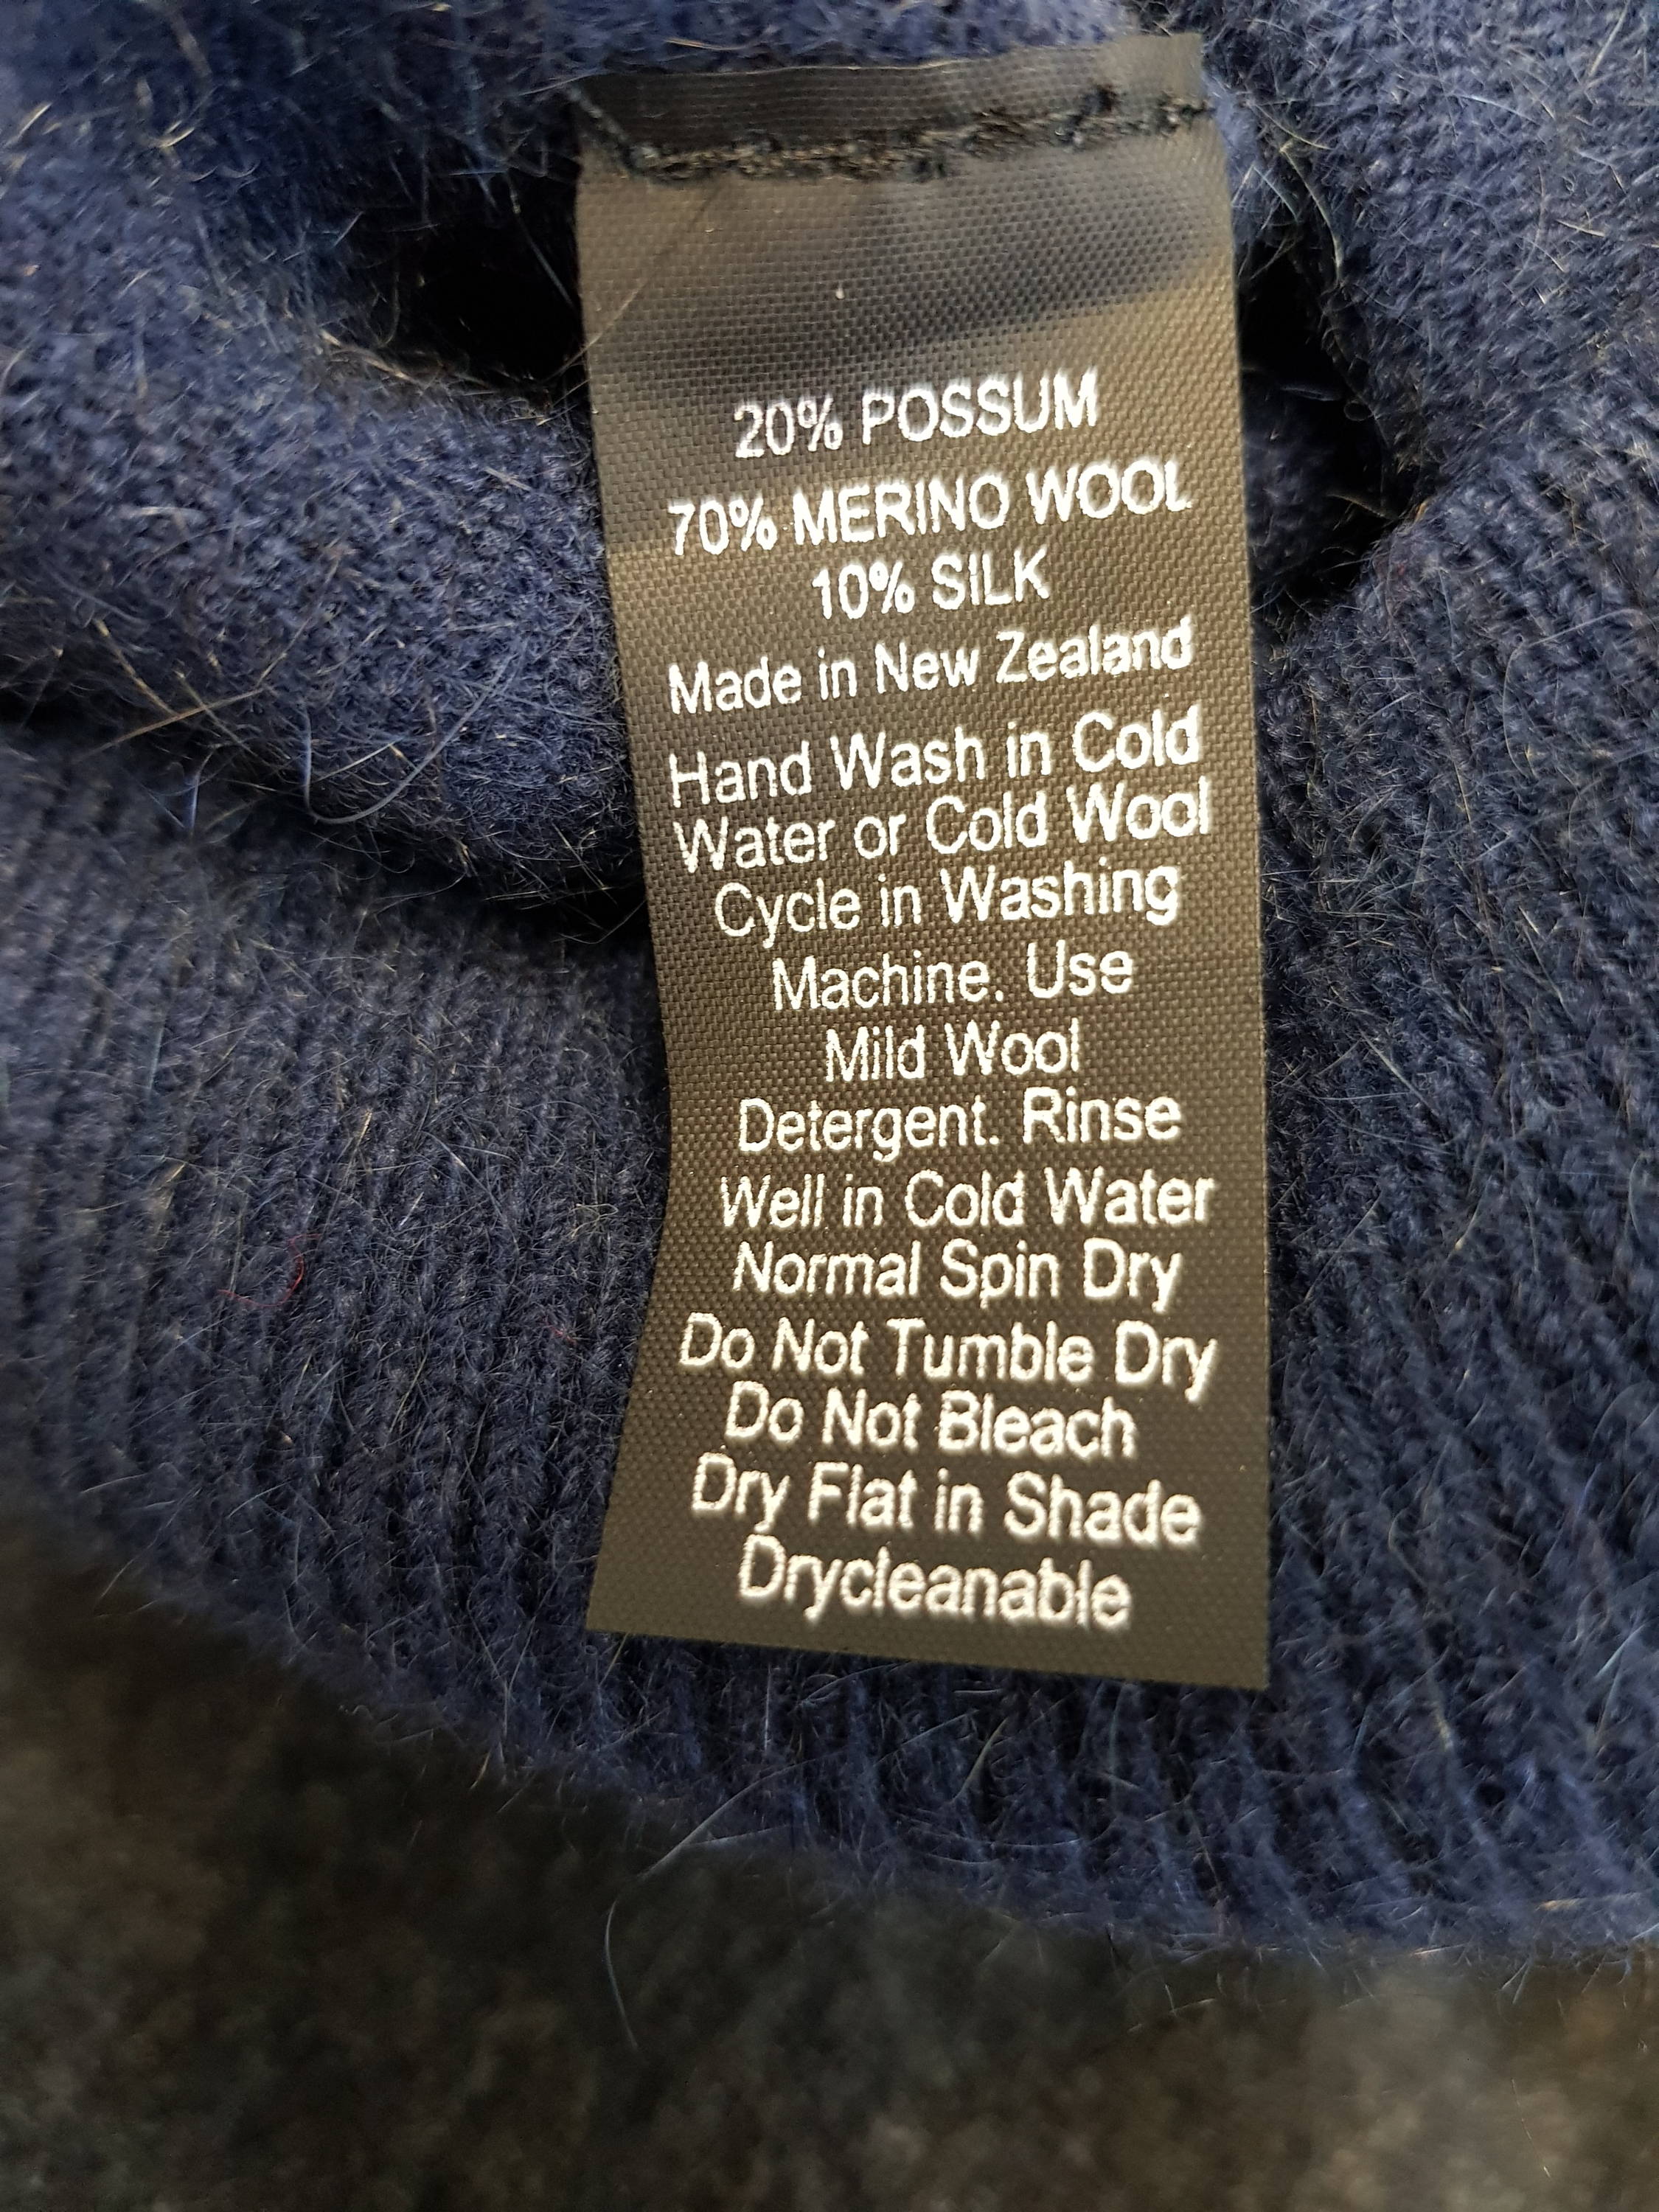 20% POSSUM
70% MERINO WOOL
10% SILK
Made in New Zealand
Hand Wash in Cold
Water or Cold Wool
Cycle in Washing
Machine. Use
Mild Wool
Detergent. Rinse
Well in Cold Water
Normal Spin Dry
Do Not Tumble Dry
Do Not Bleach
Dry Flat in Shade
Drycleanable